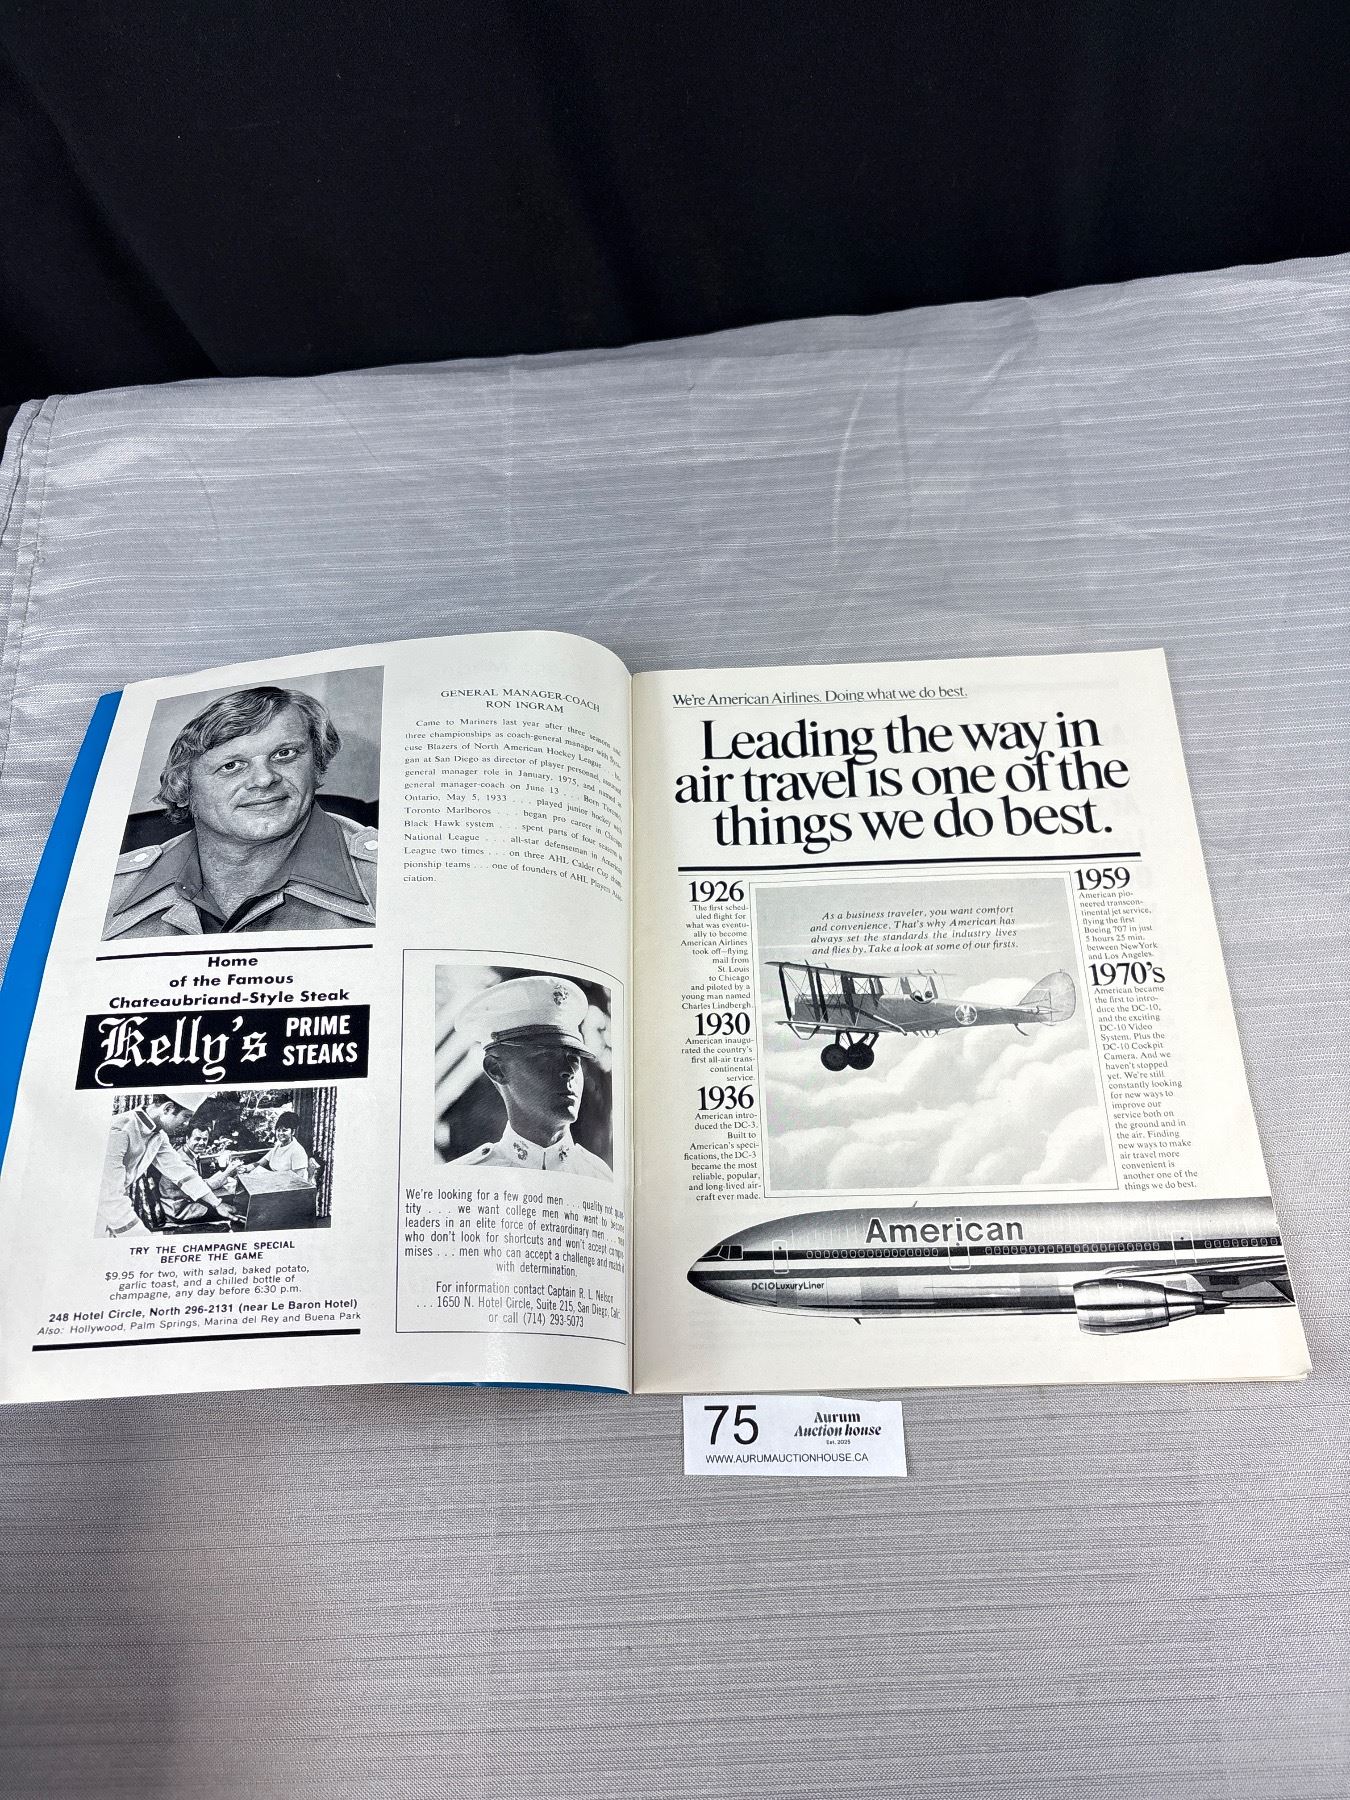 GENERAL MANAGER-COACH
RON INGRAM
Came to Mariners last year after three seasons and
three championships as coach-general manager with Syra-
cuse Blazers of North American Hockey League . . . be-
gan at San Diego as director of player personnel, assumed
general manager role in January, 1975, and named
general manager-coach on June 13 . . . Born Toronto,
Ontario, May 5, 1933 . . . played junior hockey with
Toronto Marlboros . . . began pro career in Chicago
Black Hawk system . . . spent parts of four seasons in
National League . . . all-star defenseman in American
League two times . . . on three AHL Calder Cup cham-
pionship teams . . . one of founders of AHL Players Asso-
ciation.
Home
of the Famous
Chateaubriand-Style Steak
Kelly's PRIME
STEAKS
TRY THE CHAMPAGNE SPECIAL
BEFORE THE GAME
$9.95 for two, with salad, baked potato,
garlic toast, and a chilled bottle of
champagne, any day before 6:30 p.m.
248 Hotel Circle, North 296-2131 (near Le Baron Hotel)
Also: Hollywood, Palm Springs, Marina del Rey and Buena Park
We're looking for a few good men . . . quality not quan-
tity . . . we want college men who want to become
leaders in an elite force of extraordinary men . . . men
who don't look for shortcuts and won't accept compro-
mises . . . men who can accept a challenge and match it
with determination.
For information contact Captain R. L. Nelson
. . . 1650 N. Hotel Circle, Suite 215, San Diego, Calif.
or call (714) 293-5073
We're American Airlines. Doing what we do best.
Leading the way in
air travel is one of the
things we do best.
1926
The first sched-
uled flight for
what was eventu-
ally to become
American Airlines
took off—flying
mail from
St. Louis
to Chicago
and piloted by a
young man named
Charles Lindbergh.
1930
American inaugu-
rated the country's
first all-air trans-
continental
service.
1936
American intro-
duced the DC-3.
Built to
American's speci-
fications, the DC-3
became the most
reliable, popular,
and long-lived air-
craft ever made.
As a business traveler, you want comfort
and convenience. That's why American has
always set the standards the industry lives
and flies by. Take a look at some of our firsts.
1959
American pio-
neered transcon-
tinental jet service,
flying the first
Boeing 707 in just
5 hours 25 min.
between New York
and Los Angeles.
1970's
American became
the first to intro-
duce the DC-10,
and the exciting
DC-10 Video
System. Plus the
DC-10 Cockpit
Camera. And we
haven't stopped
yet. We're still
constantly looking
for new ways to
improve our
service both on
the ground and in
the air. Finding
new ways to make
air travel more
convenient is
another one of the
things we do best.
American
DC10LuxuryLiner
75
Aurum
Auction house
Est. 2025
WWW.AURUMAUCTIONHOUSE.CA